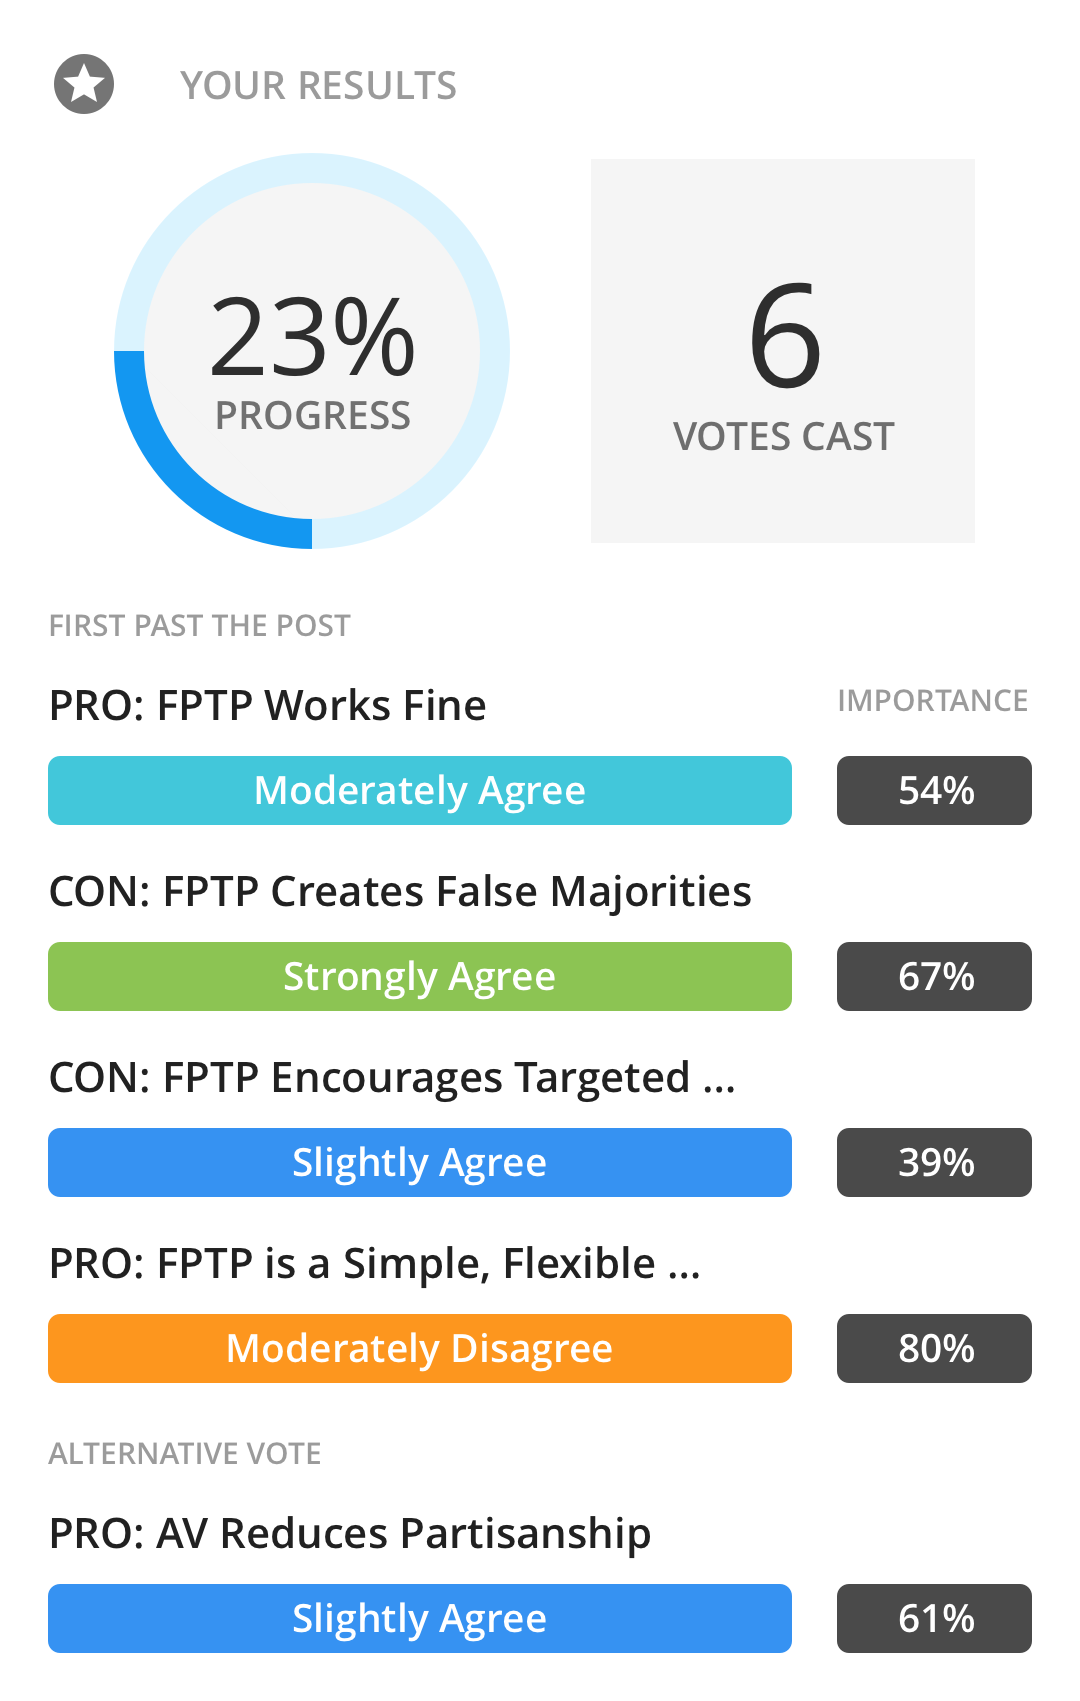 YOUR RESULTS
23%
PROGRESS
6
VOTES CAST
FIRST PAST THE POST
PRO: FPTP Works Fine
IMPORTANCE
Moderately Agree
54%
CON: FPTP Creates False Majorities
Strongly Agree
67%
CON: FPTP Encourages Targeted ...
Slightly Agree
39%
PRO: FPTP is a Simple, Flexible ...
Moderately Disagree
80%
ALTERNATIVE VOTE
PRO: AV Reduces Partisanship
Slightly Agree
61%